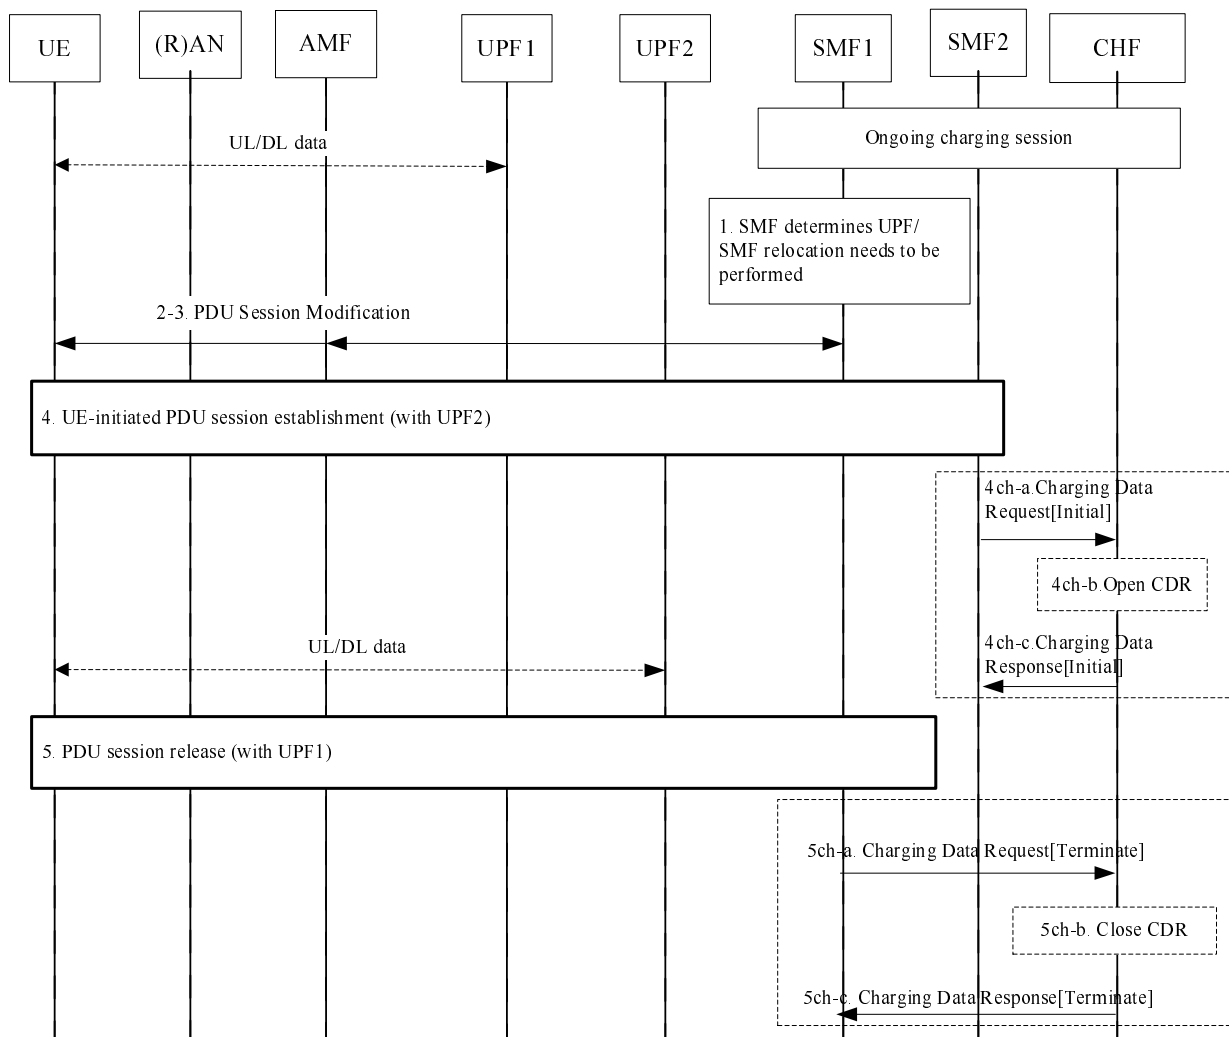 UE
(R)AN
AMF
UPF1
UPF2
SMF1
SMF2
CHF
UL/DL data
Ongoing charging session
1. SMF determines UPF/
SMF relocation needs to be
performed
2-3. PDU Session Modification
4. UE-initiated PDU session establishment (with UPF2)
4ch-a.Charging Data
Request[Initial]
4ch-b.Open CDR
UL/DL data
4ch-c.Charging Data
Response[Initial]
5. PDU session release (with UPF1)
5ch-a. Charging Data Request[Terminate]
5ch-b. Close CDR
5ch-c. Charging Data Response[Terminate]